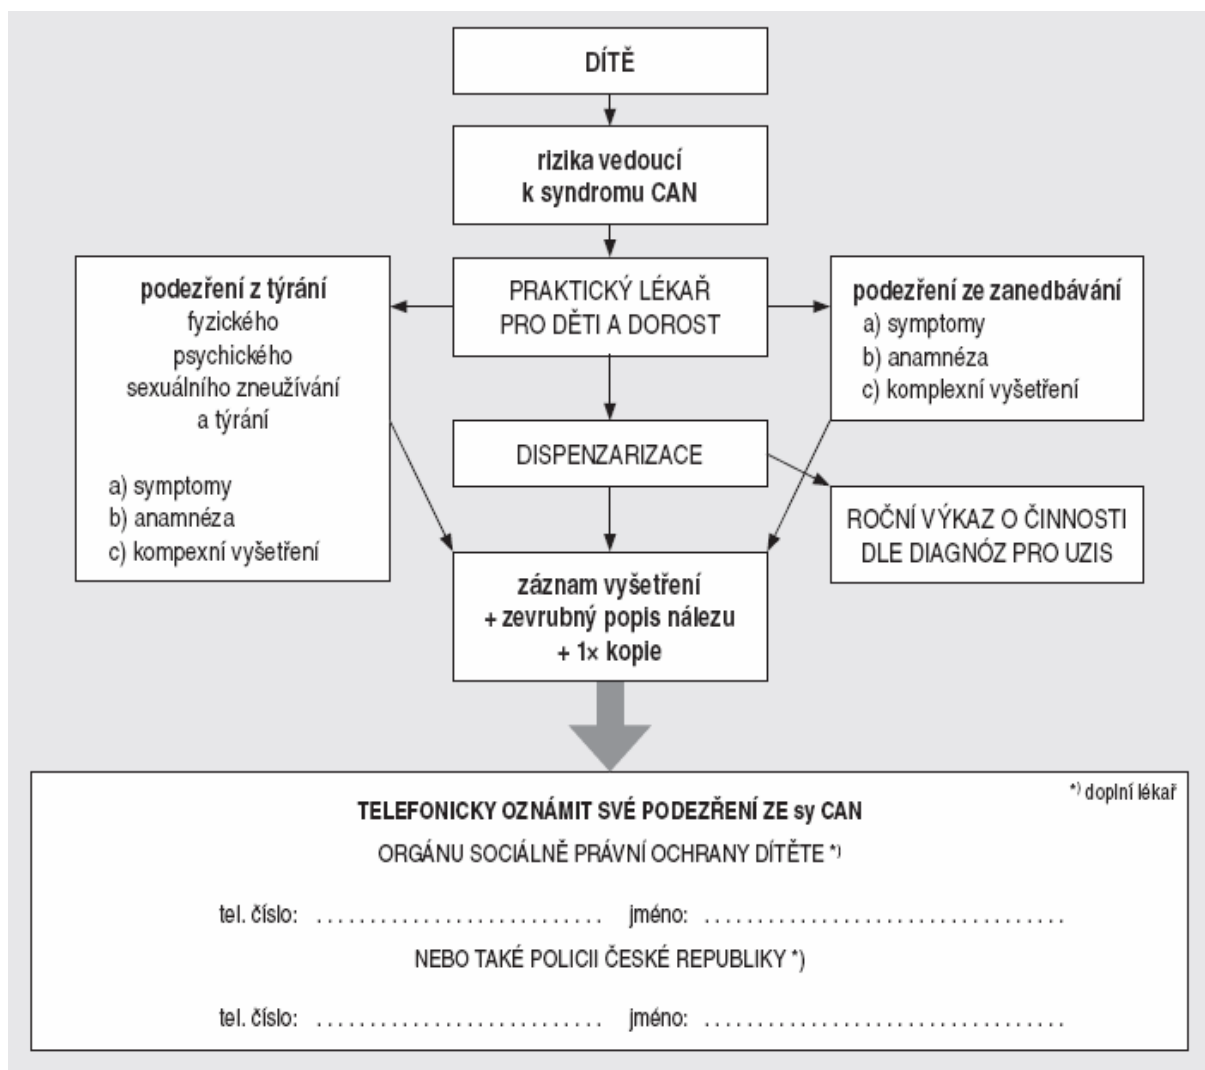 DÍTĚ
rizika vedoucí
k syndromu CAN
podezření z týrání
fyzického
psychického
sexuálního zneužívání
a týrání
a) symptomy
b) anamnéza
c) kompexní vyšetření
PRAKTICKÝ LÉKAŘ
PRO DĚTI A DOROST
podezření ze zanedbávání
a) symptomy
b) anamnéza
c) komplexní vyšetření
DISPENZARIZACE
ROČNÍ VÝKAZ O ČINNOSTI
DLE DIAGNÓZ PRO UZIS
záznam vyšetření
+ zevrubný popis nálezu
+ 1× kopie
*) doplní lékař
TELEFONICKY OZNÁMIT SVÉ PODEZŘENÍ ZE sy CAN
ORGÁNU SOCIÁLNĚ PRÁVNÍ OCHRANY DÍTĚTE *)
tel. číslo: . . . . . . . . . . . . . . . . . . . . . . . . . . . jméno: . . . . . . . . . . . . . . . . . . . . . . . . . . . . . . . . . .
NEBO TAKÉ POLICII ČESKÉ REPUBLIKY *)
tel. číslo: . . . . . . . . . . . . . . . . . . . . . . . . . . . jméno: . . . . . . . . . . . . . . . . . . . . . . . . . . . . . . . . . .